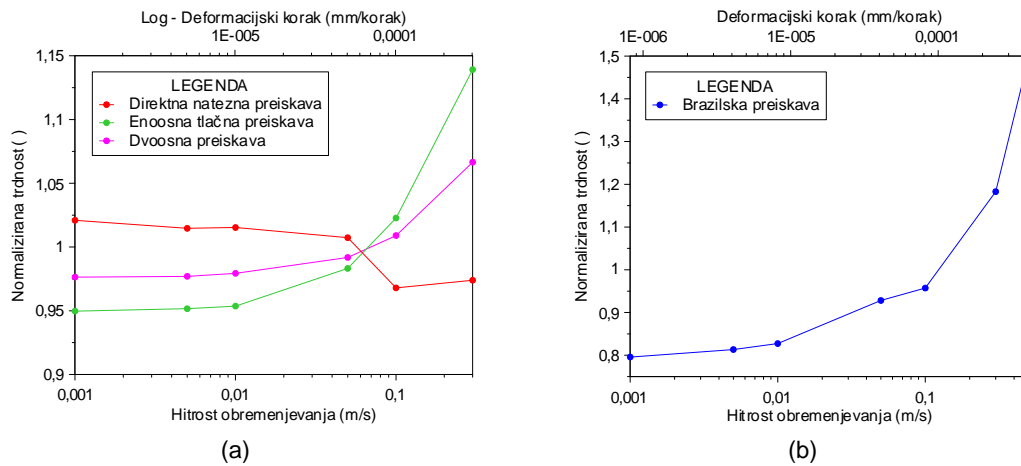 Log - Deformacijski korak (mm/korak)
1E-005
0,0001
1,15
1,1
1,05
1
0,95
0,9
Normalizirana trdnost ( )
LEGENDA
Direktna natezna preiskava
Enoosna tlačna preiskava
Dvoosna preiskava
0,001
0,01
0,1
Hitrost obremenjevanja (m/s)
(a)
Deformacijski korak (mm/korak)
1E-006
1E-005
0,0001
1,5
1,4
1,3
1,2
1,1
1
0,9
0,8
Normalizirana trdnost ( )
LEGENDA
Brazilska preiskava
0,001
0,01
0,1
Hitrost obremenjevanja (m/s)
(b)